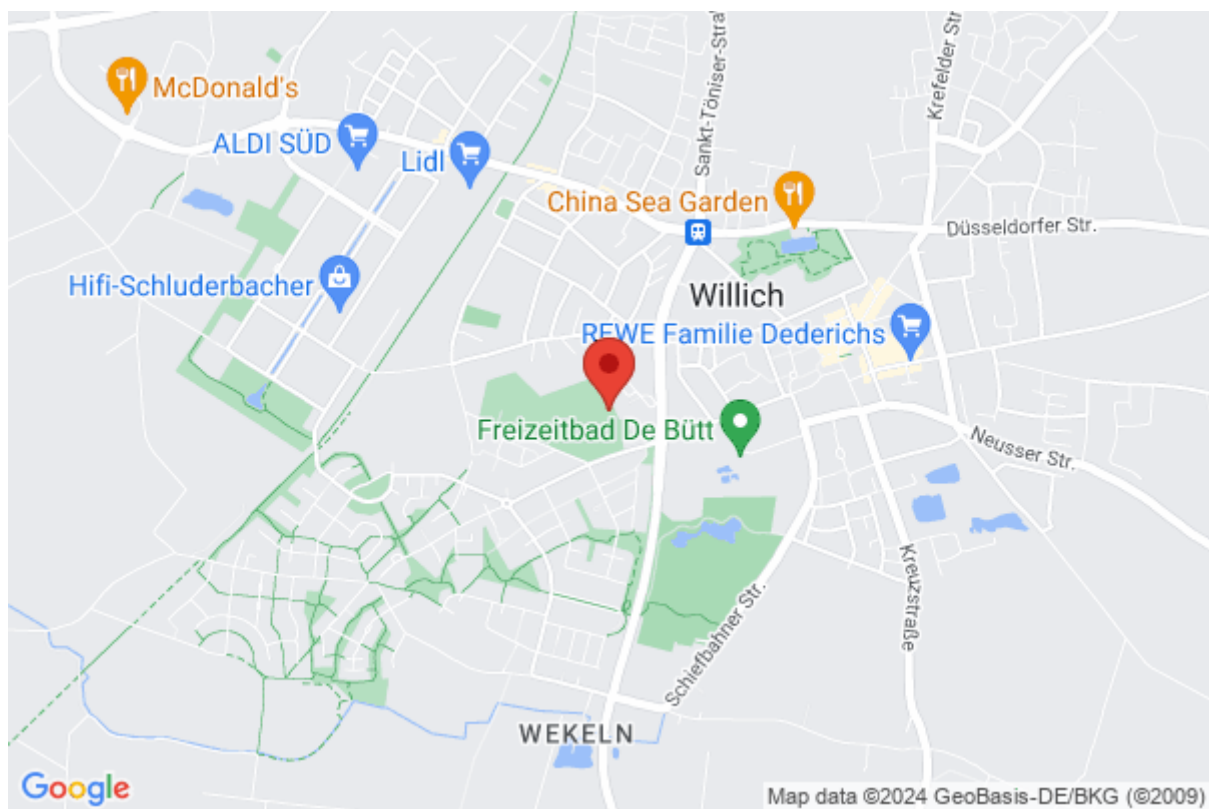 McDonald's
ALDI SÜD
Lidl
Sankt-Töniser-Straß
Krefelder Str
China Sea Garden
Düsseldorfer Str.
Hifi-Schluderbacher
Willich
REWE Familie Dederichs
Freizeitbad De Bütt
Neusser Str.
Kreuzstraße
Schiefbahner Str.
WEKELN
Google
Map data ©2024 GeoBasis-DE/BKG (©2009)